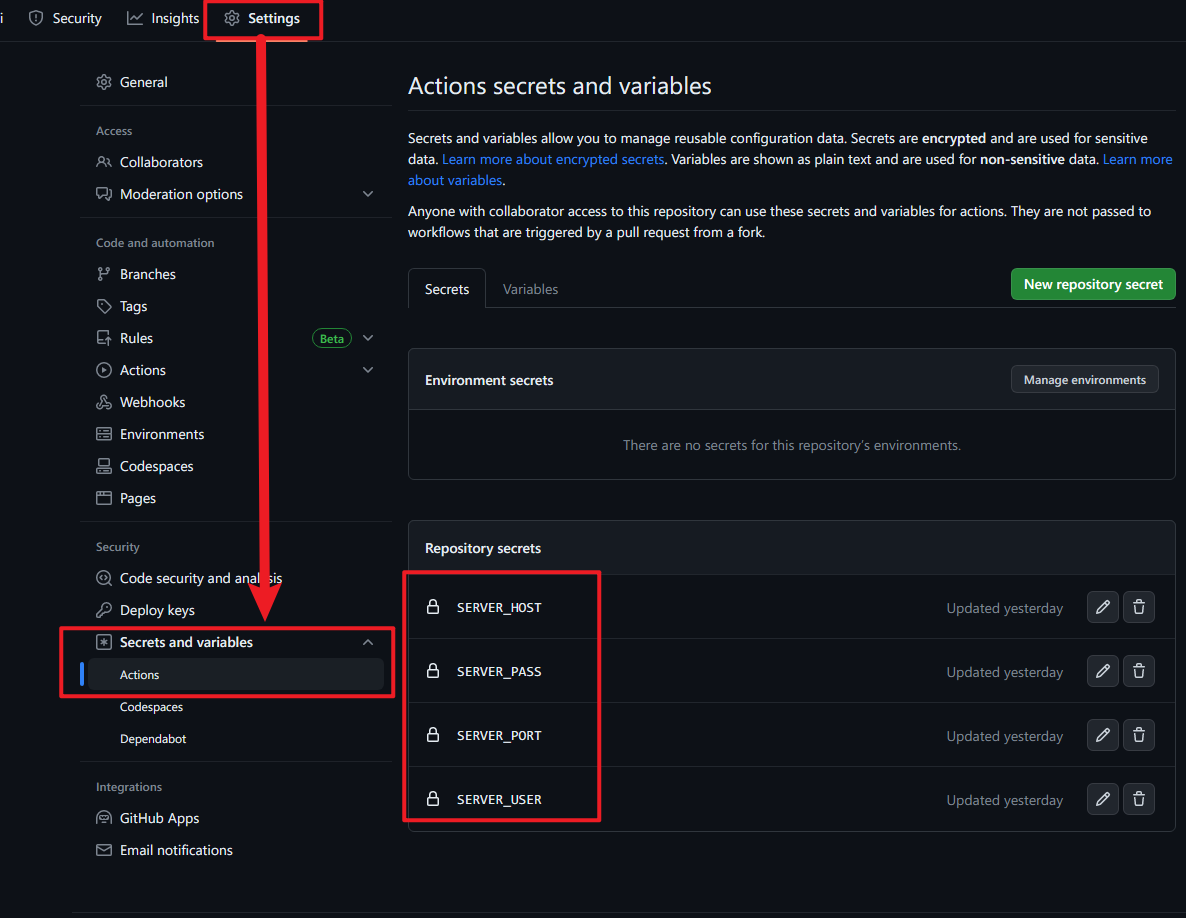 i
Security
Insights
Settings
General
Access
Collaborators
Moderation options
Code and automation
Branches
Tags
Rules
Beta
Actions
Webhooks
Environments
Codespaces
Pages
Security
Code security and analysis
Deploy keys
Secrets and variables
Actions
Codespaces
Dependabot
Integrations
GitHub Apps
Email notifications
Actions secrets and variables
Secrets and variables allow you to manage reusable configuration data. Secrets are encrypted and are used for sensitive
data. Learn more about encrypted secrets. Variables are shown as plain text and are used for non-sensitive data. Learn more
about variables.
Anyone with collaborator access to this repository can use these secrets and variables for actions. They are not passed to
workflows that are triggered by a pull request from a fork.
Secrets
Variables
New repository secret
Environment secrets
Manage environments
There are no secrets for this repository's environments.
Repository secrets
SERVER_HOST
Updated yesterday
SERVER_PASS
Updated yesterday
SERVER_PORT
Updated yesterday
SERVER_USER
Updated yesterday